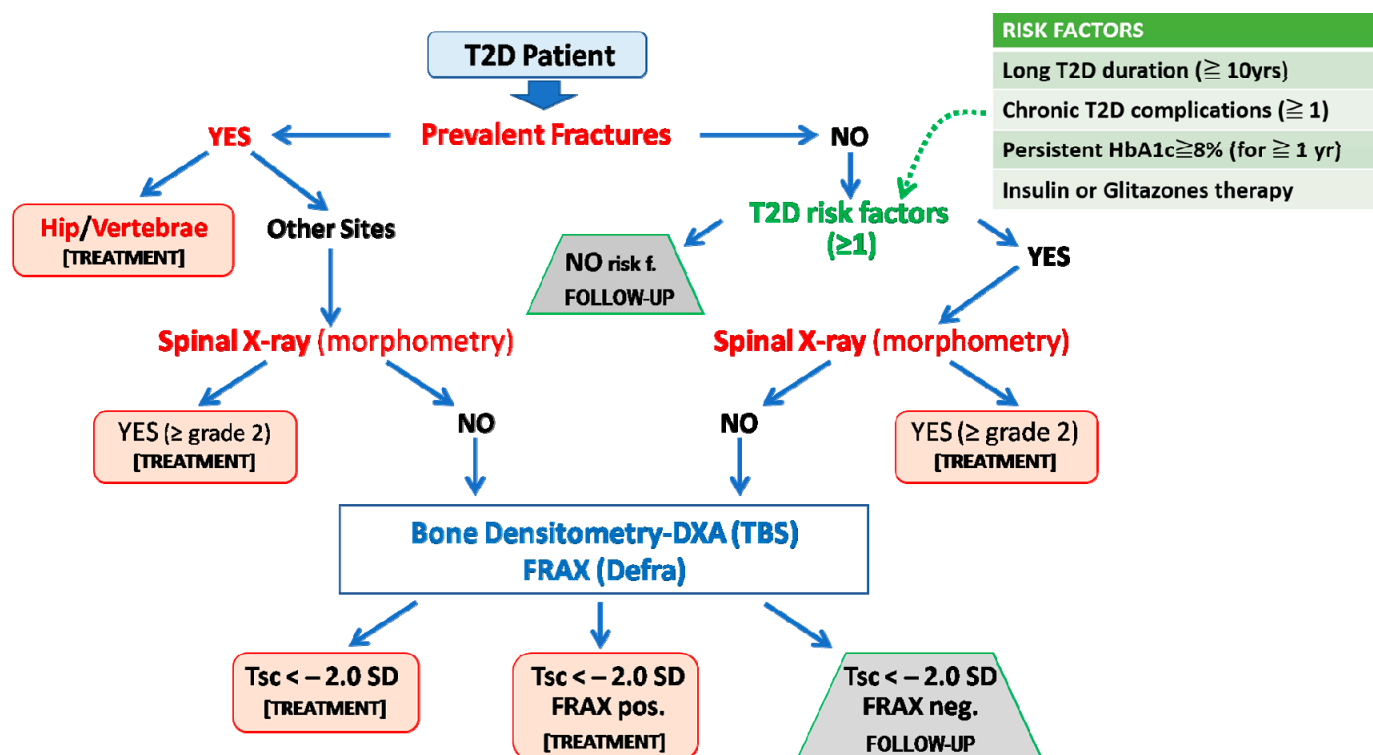 T2D Patient
RISK FACTORS
Long T2D duration (≧ 10yrs)
Chronic T2D complications (≧ 1)
Persistent HbA1c≧8% (for ≧ 1 yr)
Insulin or Glitazones therapy
YES
Prevalent Fractures
NO
Hip/Vertebrae
[TREATMENT]
Other Sites
T2D risk factors
(≥1)
NO risk f.
FOLLOW-UP
YES
Spinal X-ray (morphometry)
Spinal X-ray (morphometry)
YES (≥ grade 2)
[TREATMENT]
NO
NO
YES (≥ grade 2)
[TREATMENT]
Bone Densitometry-DXA (TBS)
FRAX (Defra)
Tsc < – 2.0 SD
[TREATMENT]
Tsc < – 2.0 SD
FRAX pos.
[TREATMENT]
Tsc < – 2.0 SD
FRAX neg.
FOLLOW-UP